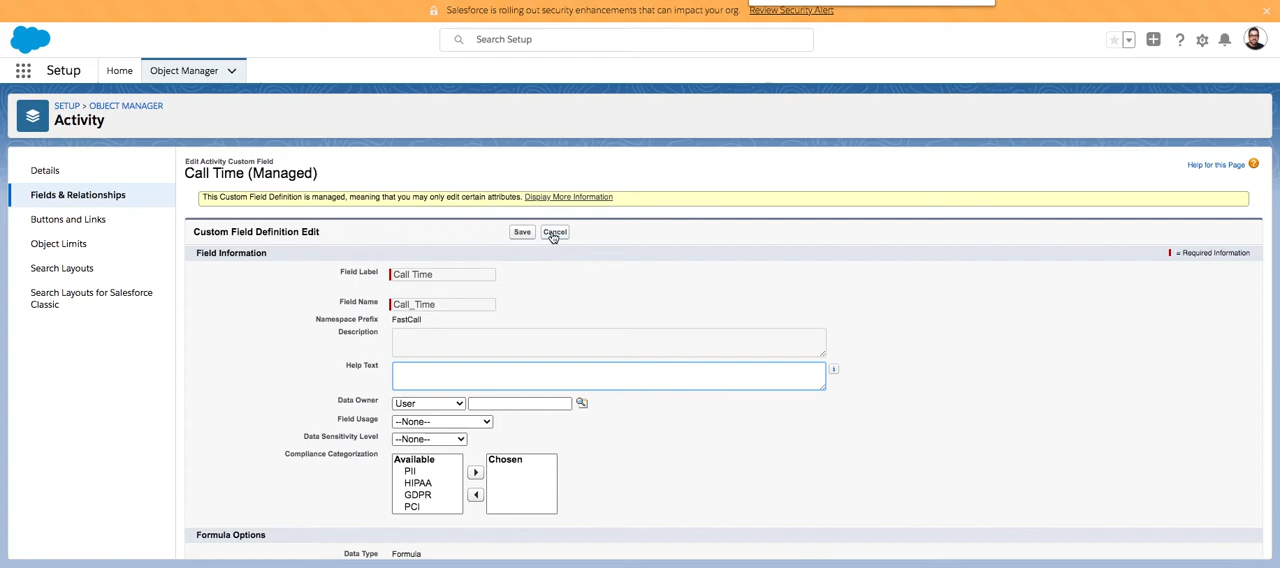 Salesforce is rolling out security enhancements that can impact your org. Review Security Alert
Search Setup
Setup
Home
Object Manager
SETUP > OBJECT MANAGER
Activity
Details
Fields & Relationships
Buttons and Links
Object Limits
Search Layouts
Search Layouts for Salesforce
Classic
Edit Activity Custom Field
Call Time (Managed)
Help for this Page
This Custom Field Definition is managed, meaning that you may only edit certain attributes. Display More Information
Custom Field Definition Edit
Save
Cancel
Field Information
= Required Information
Field Label
Call Time
Field Name
Call_Time
Namespace Prefix
FastCall
Description
Help Text
i
Data Owner
User
Field Usage
--None--
Data Sensitivity Level
--None--
Compliance Categorization
Available
PII
HIPAA
GDPR
PCI
Chosen
Formula Options
Data Type
Formula